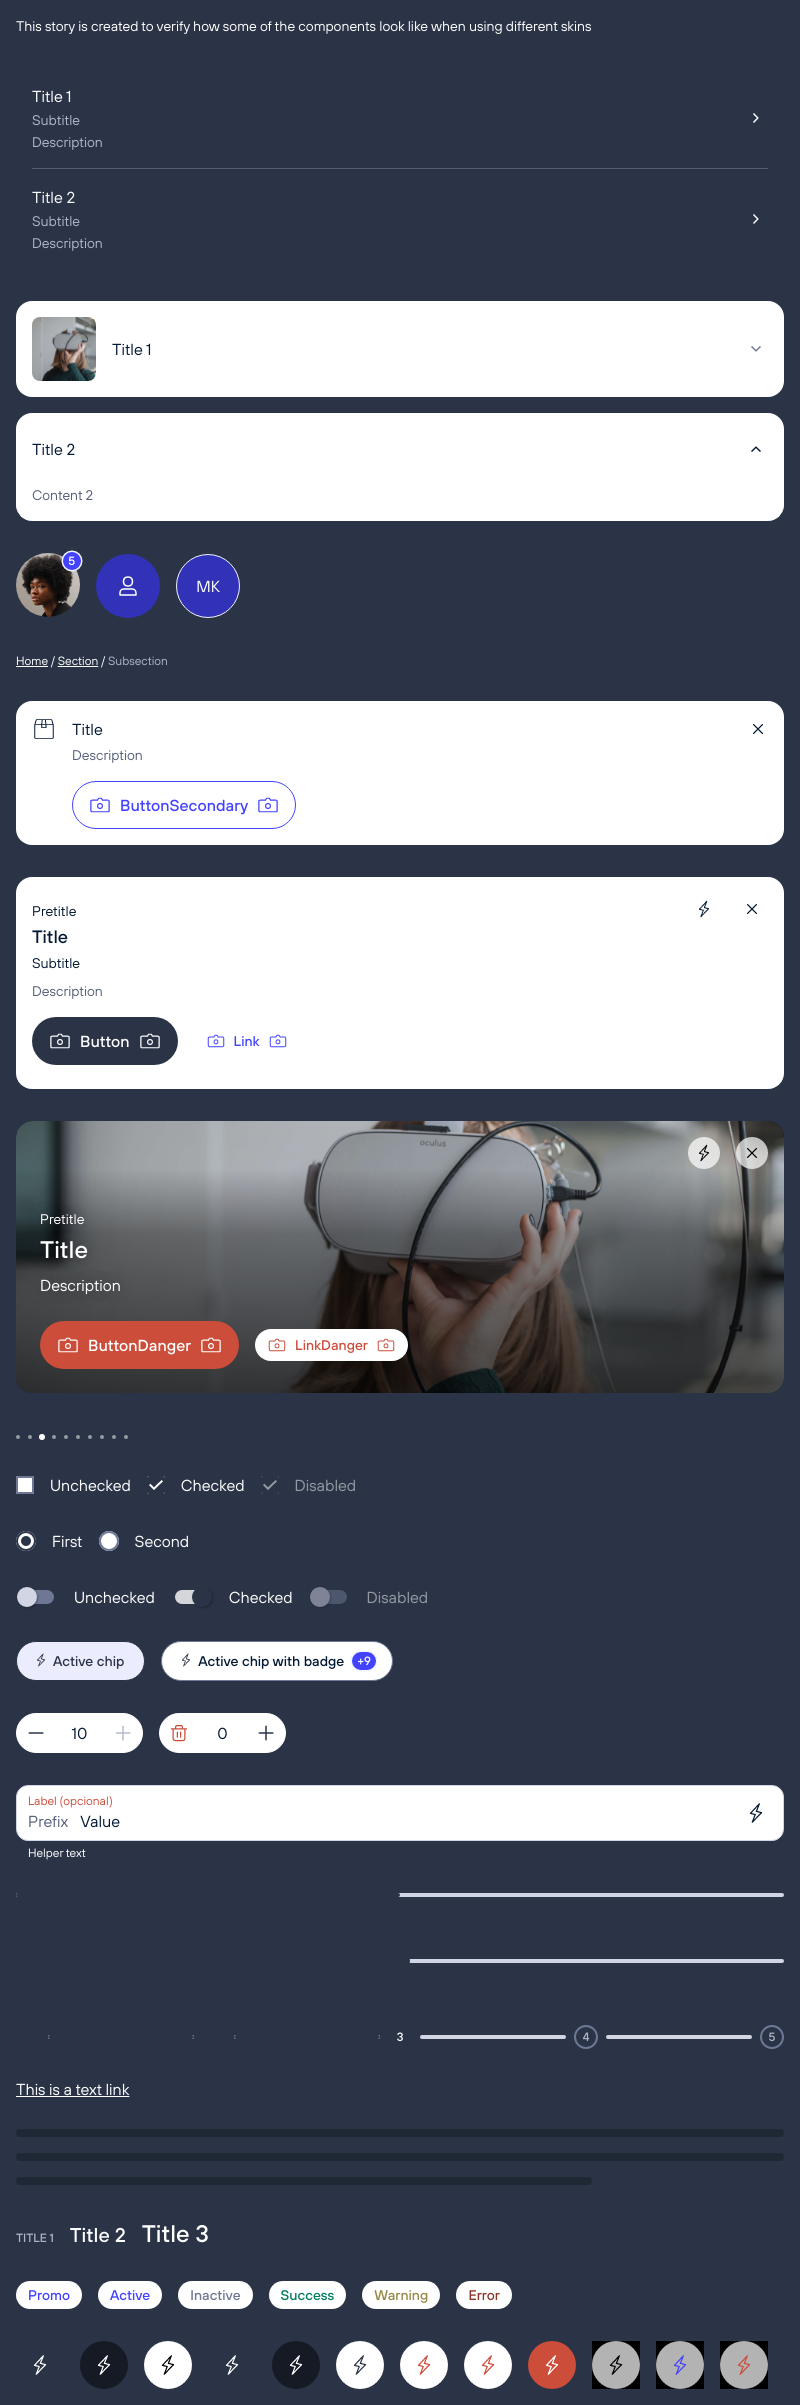 This story is created to verify how some of the components look like when using different skins
Title 1
Subtitle
Description
Title 2
Subtitle
Description
Title 1
Title 2
Content 2
5
MK
Home / Section / Subsection
Title
Description
ButtonSecondary
Pretitle
Title
Subtitle
Description
Button Link
oculus
Pretitle
Title
Description
ButtonDanger LinkDanger
Unchecked Checked Disabled
First Second
Unchecked Checked Disabled
Active chip Active chip with badge +9
10 0
Label (opcional)
Prefix Value
Helper text
3 4 5
This is a text link
TITLE 1 Title 2 Title 3
Promo Active Inactive Success Warning Error